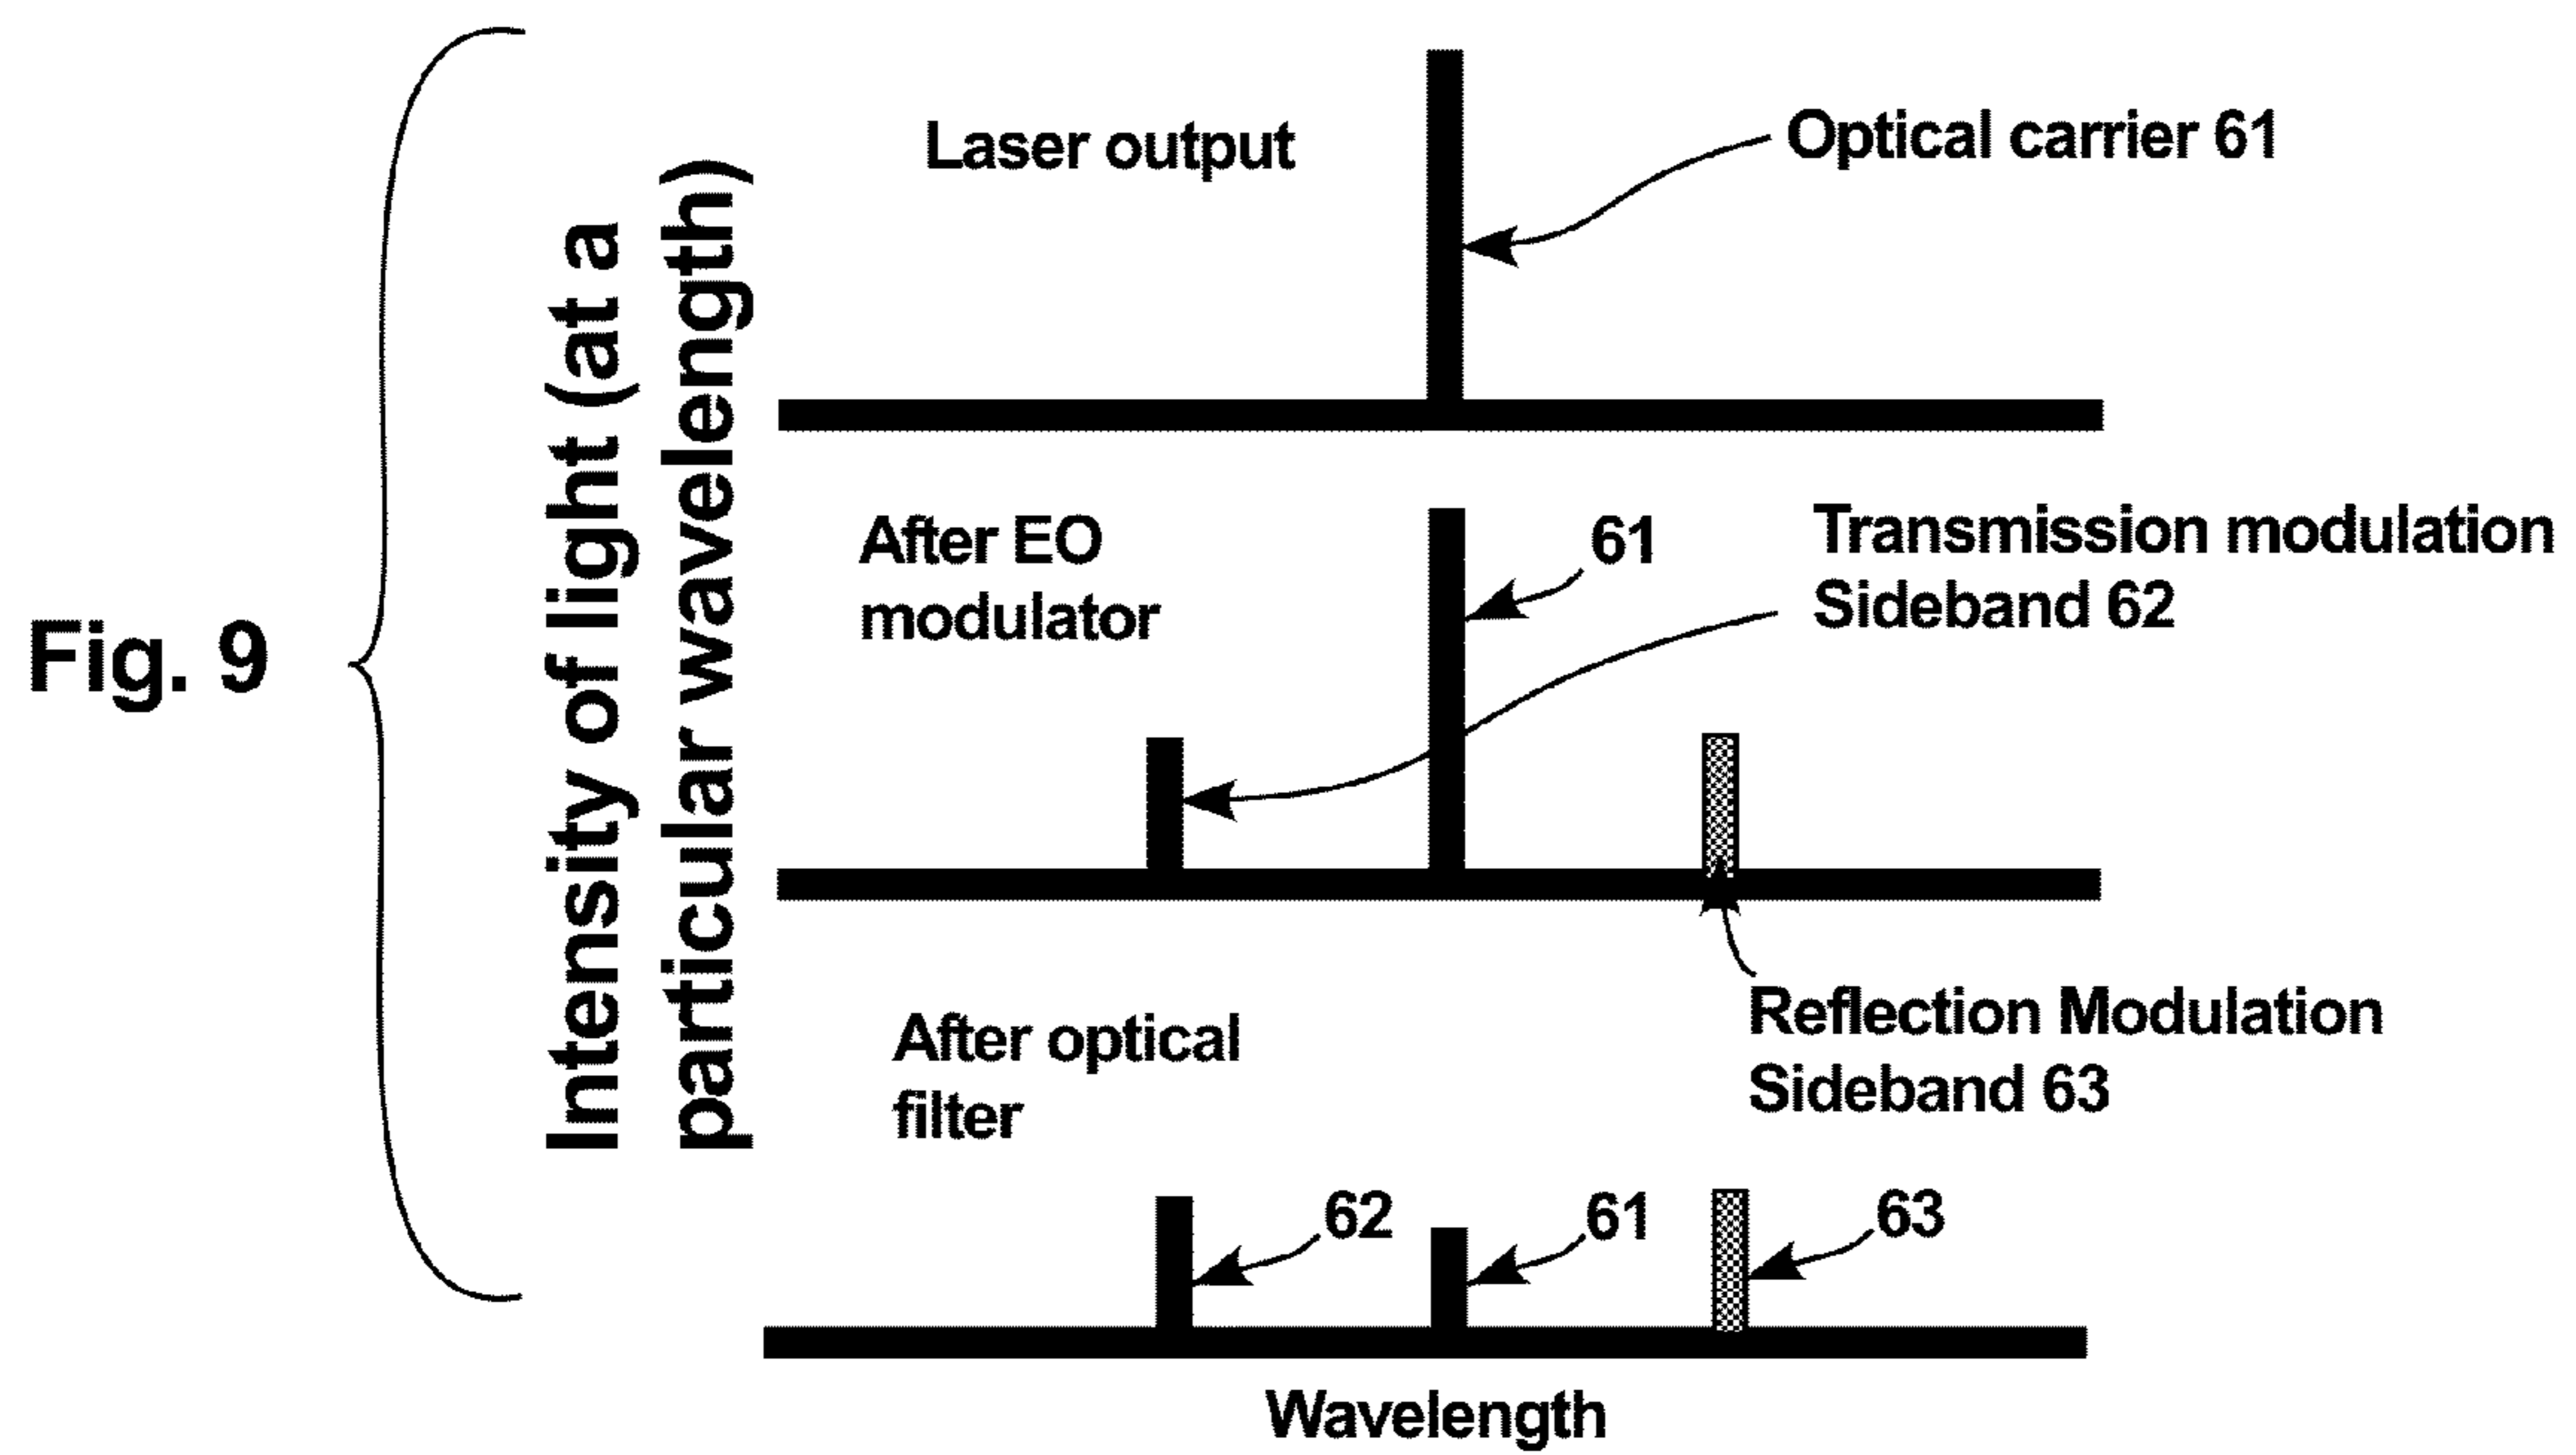 Fig. 9
Intensity of light (at a
particular wavelength)
Laser output
Optical carrier 61
After EO
modulator
61
Transmission modulation
Sideband 62
Reflection Modulation
Sideband 63
After optical
filter
62
61
63
Wavelength